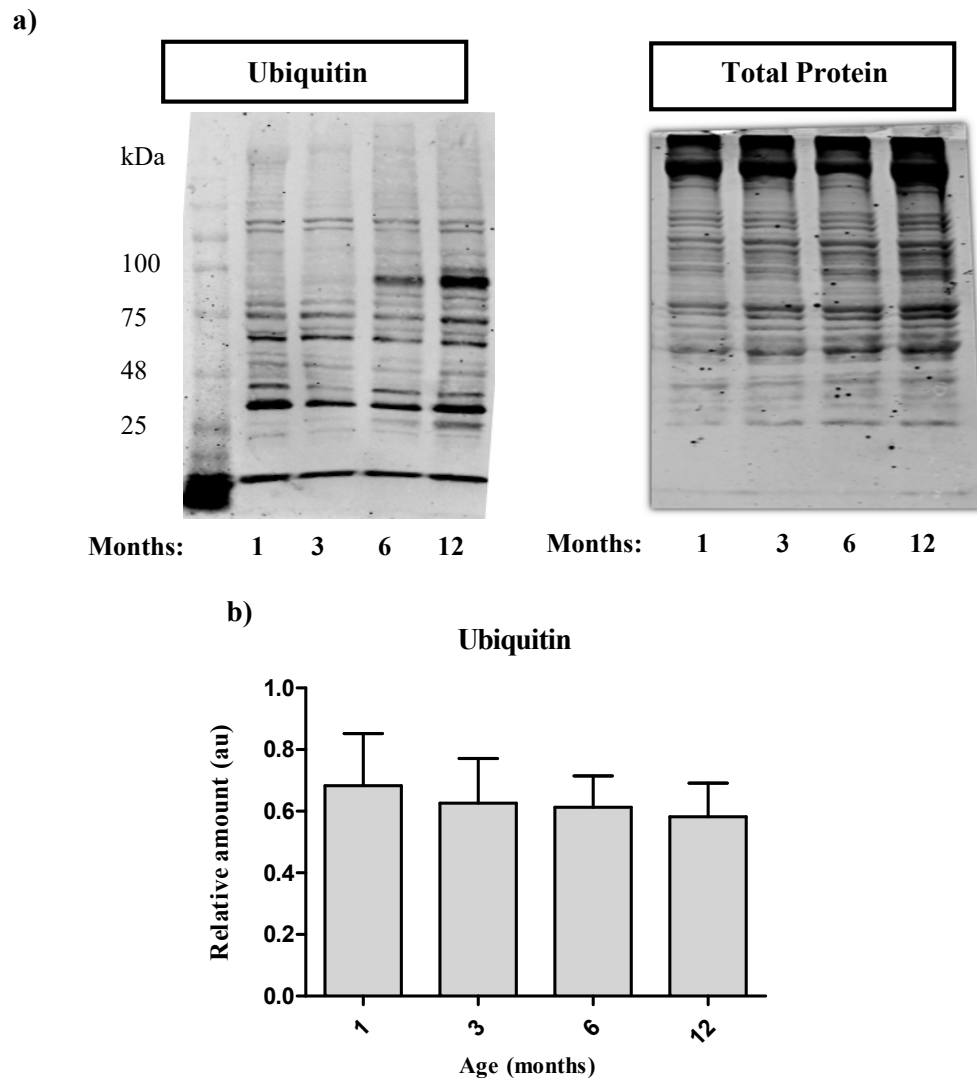 a)
Ubiquitin
Total Protein
kDa
100
75
48
25
Months: 1 3 6 12
Months: 1 3 6 12
b)
Ubiquitin
Relative amount (au)
1.0
0.8
0.6
0.4
0.2
0.0
1 3 6 12
Age (months)